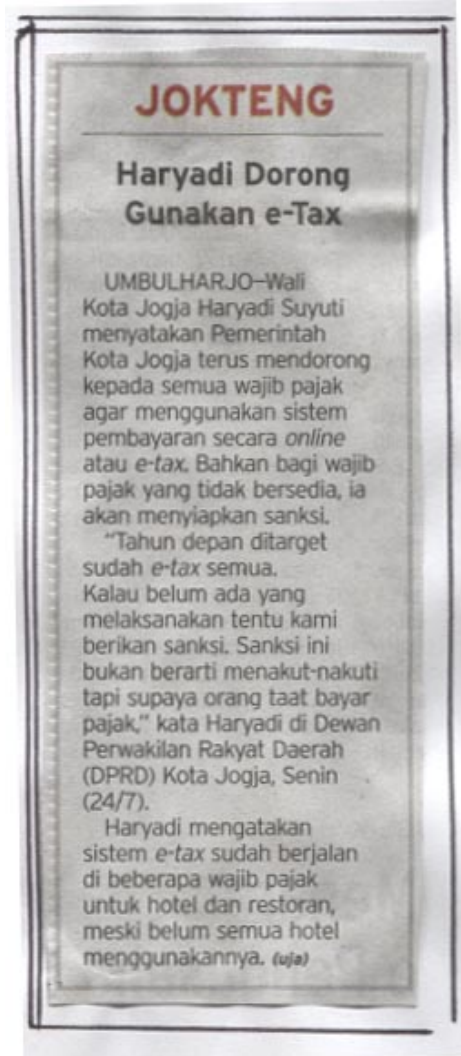 JOKTENG
Haryadi Dorong
Gunakan e-Tax
UMBULHARJO—Wali
Kota Jogja Haryadi Suyuti
menyatakan Pemerintah
Kota Jogja terus mendorong
kepada semua wajib pajak
agar menggunakan sistem
pembayaran secara online
atau e-tax. Bahkan bagi wajib
pajak yang tidak bersedia, ia
akan menyiapkan sanksi.
"Tahun depan ditarget
sudah e-tax semua.
Kalau belum ada yang
melaksanakan tentu kami
berikan sanksi. Sanksi ini
bukan berarti menakut-nakuti
tapi supaya orang taat bayar
pajak," kata Haryadi di Dewan
Perwakilan Rakyat Daerah
(DPRD) Kota Jogja, Senin
(24/7).
Haryadi mengatakan
sistem e-tax sudah berjalan
di beberapa wajib pajak
untuk hotel dan restoran,
meski belum semua hotel
menggunakannya. (uja)